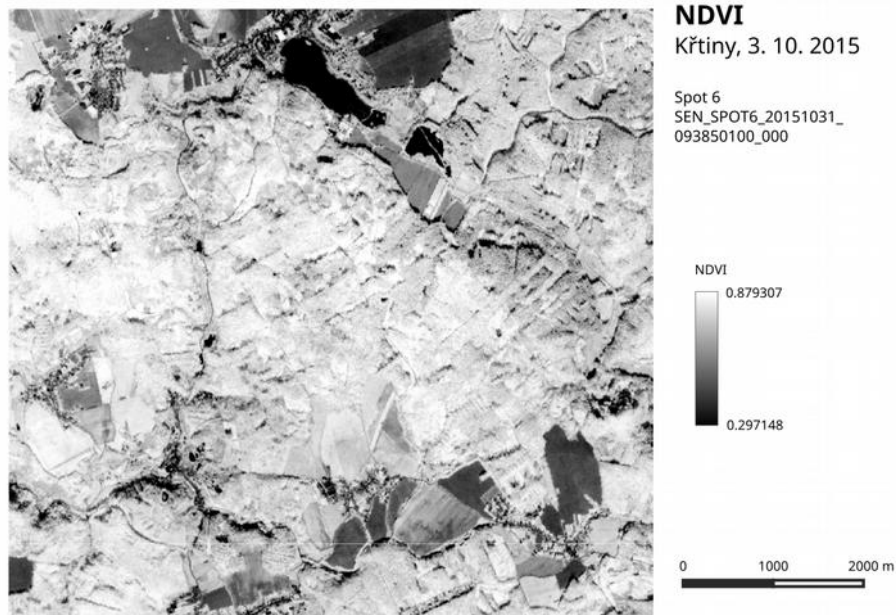 NDVI
Křtiny, 3. 10. 2015
Spot 6
SEN_SPOT6_20151031_
093850100_000
NDVI
0.879307
0.297148
0 1000 2000 m